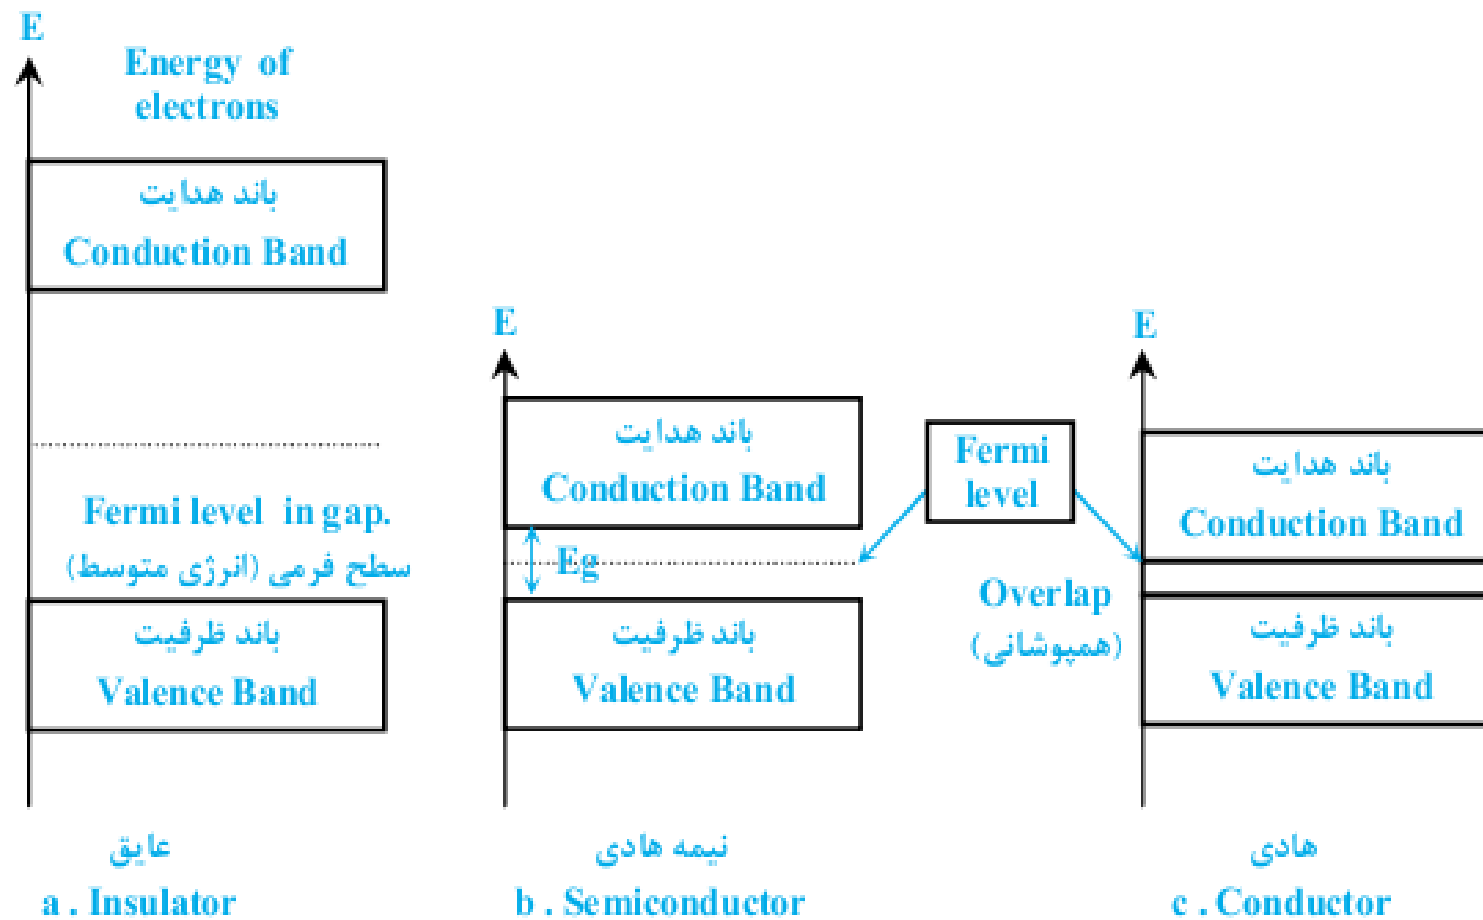 E
Energy of
electrons
باند هدایت
Conduction Band
Fermi level in gap.
سطح فرمی (انرژی متوسط)
باند ظرفیت
Valence Band
عایق
a . Insulator
E
باند هدایت
Conduction Band
Eg
باند ظرفیت
Valence Band
نیمه هادی
b . Semiconductor
Fermi
level
Overlap
(همپوشانی)
E
باند هدایت
Conduction Band
باند ظرفیت
Valence Band
هادی
c . Conductor